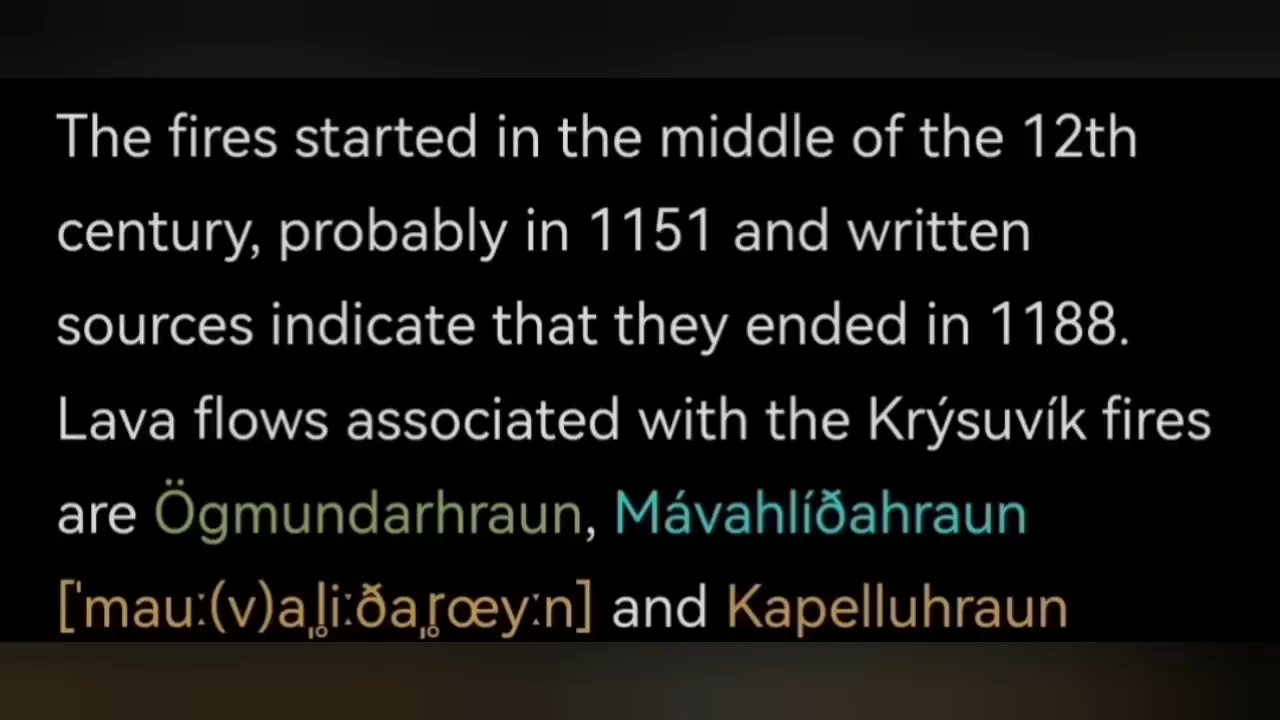 The fires started in the middle of the 12th
century, probably in 1151 and written
sources indicate that they ended in 1188.
Lava flows associated with the Krýsuvík fires
are Ögmundarhraun, Mávahlíðahraun
[ˈmauː(v)aˌl̥iːðaˌr̥œyːn] and Kapelluhraun